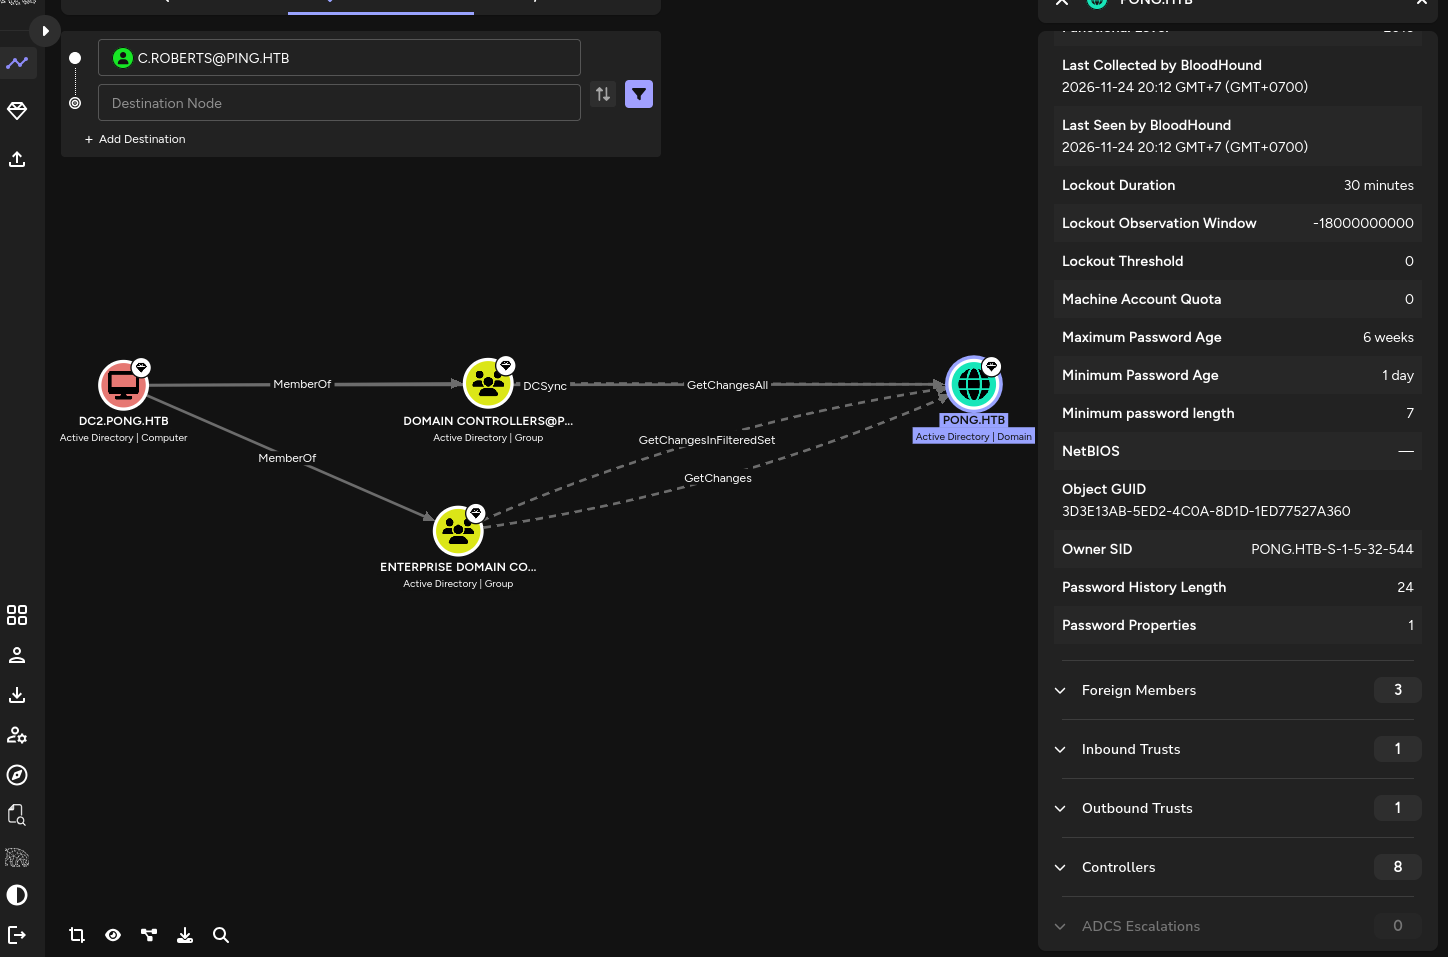 C.ROBERTS@PING.HTB
Destination Node
+ Add Destination
MemberOf
DCSync
GetChangesAll
DC2.PONG.HTB
Active Directory | Computer
DOMAIN CONTROLLERS@P...
Active Directory | Group
PONG.HTB
Active Directory | Domain
GetChangesInFilteredSet
MemberOf
GetChanges
ENTERPRISE DOMAIN CO...
Active Directory | Group
PONG.HTB
Functional Level
Last Collected by BloodHound
2026-11-24 20:12 GMT+7 (GMT+0700)
Last Seen by BloodHound
2026-11-24 20:12 GMT+7 (GMT+0700)
Lockout Duration 30 minutes
Lockout Observation Window -18000000000
Lockout Threshold 0
Machine Account Quota 0
Maximum Password Age 6 weeks
Minimum Password Age 1 day
Minimum password length 7
NetBIOS —
Object GUID
3D3E13AB-5ED2-4C0A-8D1D-1ED77527A360
Owner SID PONG.HTB-S-1-5-32-544
Password History Length 24
Password Properties 1
Foreign Members 3
Inbound Trusts 1
Outbound Trusts 1
Controllers 8
ADCS Escalations 0